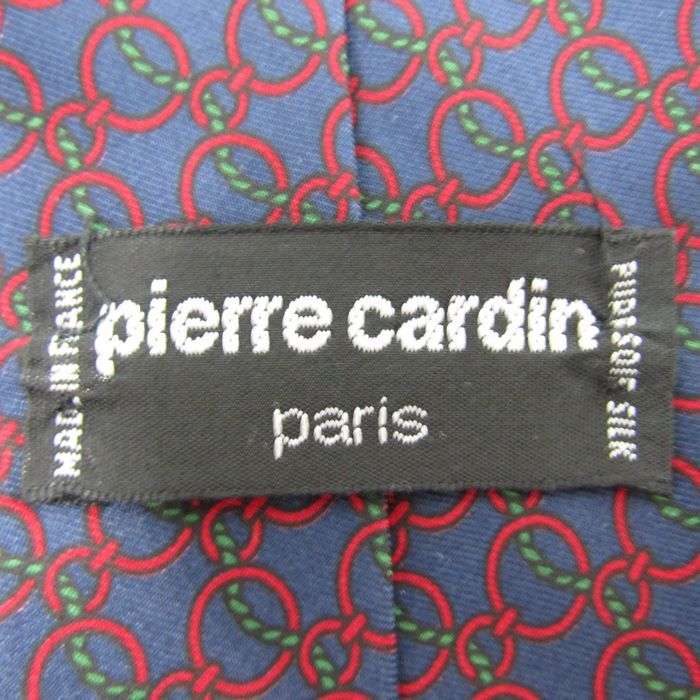 MADE IN FRANCE
pierre cardin
paris
PURE SOIE SILK